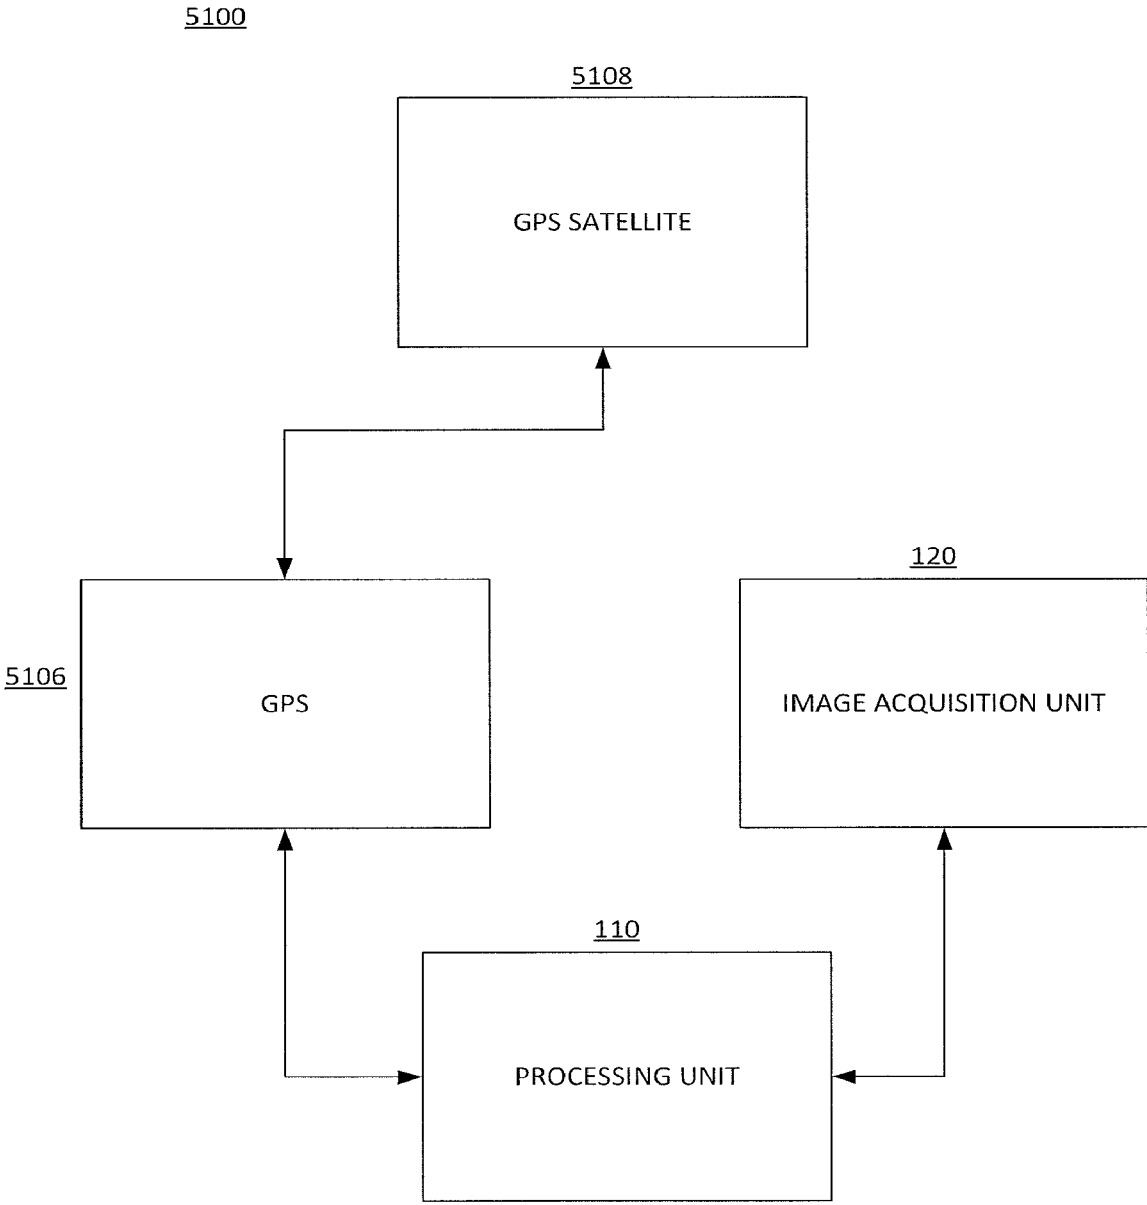 5100
5108
GPS SATELLITE
120
5106
GPS
IMAGE ACQUISITION UNIT
110
PROCESSING UNIT